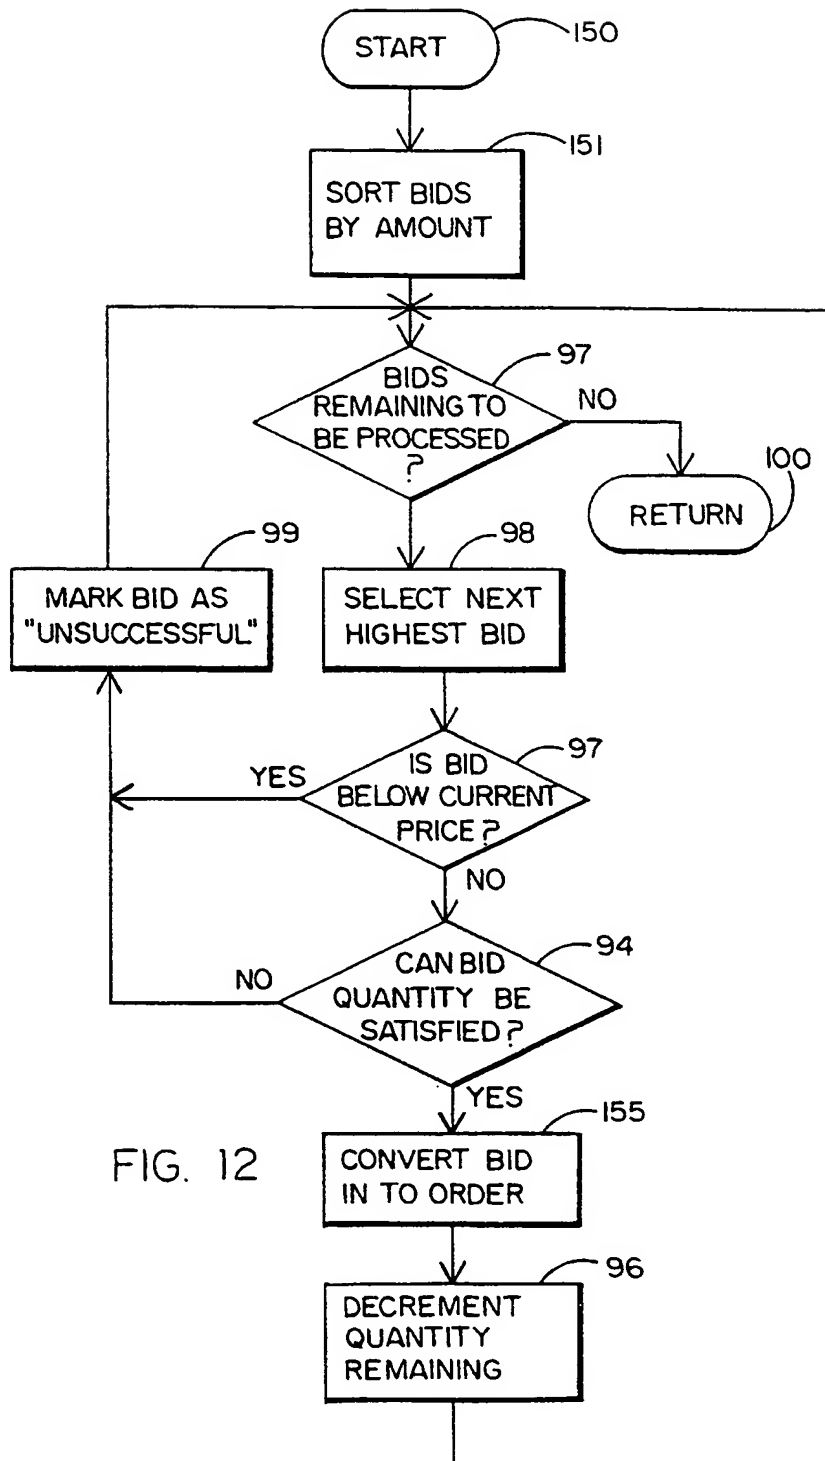 START
150
151
SORT BIDS
BY AMOUNT
97
BIDS
REMAINING TO
BE PROCESSED
?
NO
100
RETURN
99
MARK BID AS
"UNSUCCESSFUL"
98
SELECT NEXT
HIGHEST BID
97
YES
IS BID
BELOW CURRENT
PRICE?
NO
94
NO
CAN BID
QUANTITY BE
SATISFIED?
YES
155
CONVERT BID
IN TO ORDER
FIG. 12
96
DECREMENT
QUANTITY
REMAINING